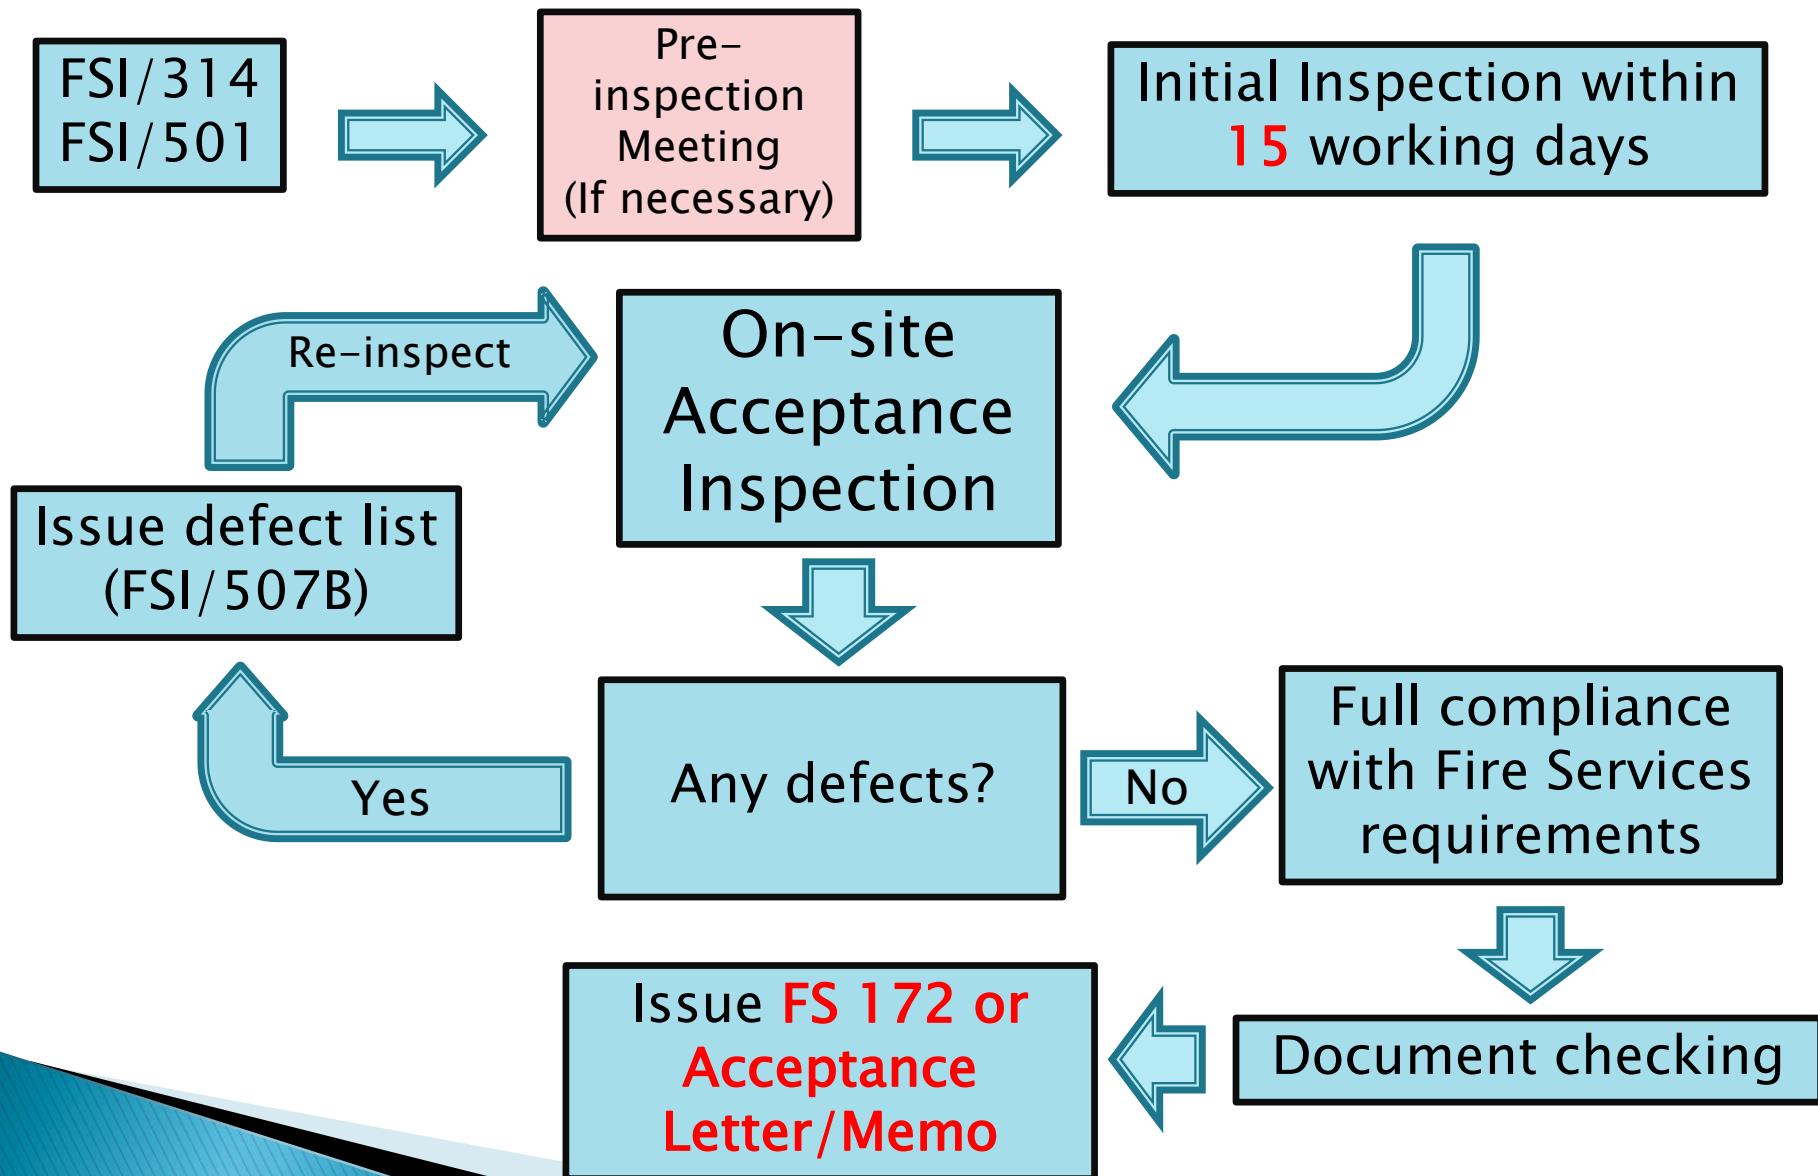 FSI/314
FSI/501
Pre-
inspection
Meeting
(If necessary)
Initial Inspection within
15 working days
Re-inspect
On-site
Acceptance
Inspection
Issue defect list
(FSI/507B)
Yes
Any defects?
No
Full compliance
with Fire Services
requirements
Document checking
Issue FS 172 or
Acceptance
Letter/Memo